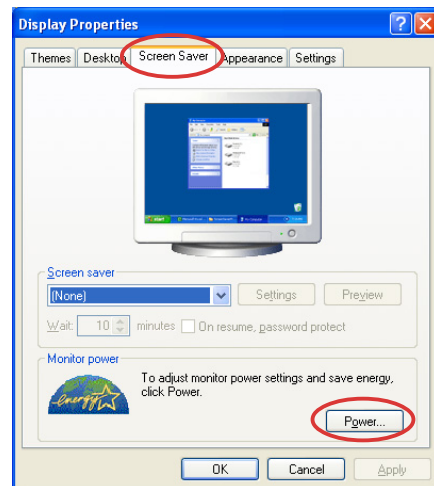 Display Properties
Themes Desktop Screen Saver Appearance Settings
start
Screen saver
(None) Settings Preview
Wait: 10 minutes On resume, password protect
Monitor power
To adjust monitor power settings and save energy,
click Power.
energy
Power...
OK Cancel Apply